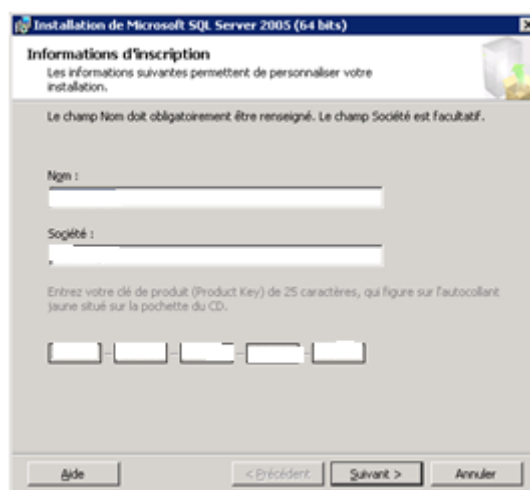 Installation de Microsoft SQL Server 2005 (64 bits)
Informations d'inscription
Les informations suivantes permettent de personnaliser votre
installation.
Le champ Nom doit obligatoirement être renseigné. Le champ Société est facultatif.
Nom :
Société :
Entrez votre clé de produit (Product Key) de 25 caractères, qui figure sur l'autocollant
jaune situé sur la pochette du CD.
Aide
< Précédent
Suivant >
Annuler